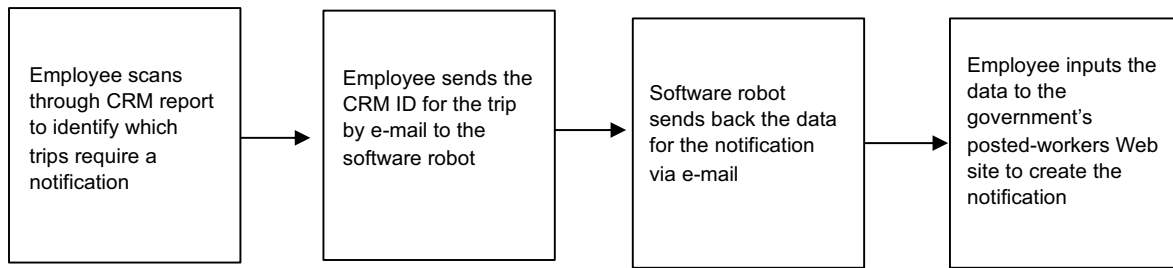 Employee scans
through CRM report
to identify which
trips require a
notification
Employee sends the
CRM ID for the trip
by e-mail to the
software robot
Software robot
sends back the data
for the notification
via e-mail
Employee inputs the
data to the
government’s
posted-workers Web
site to create the
notification